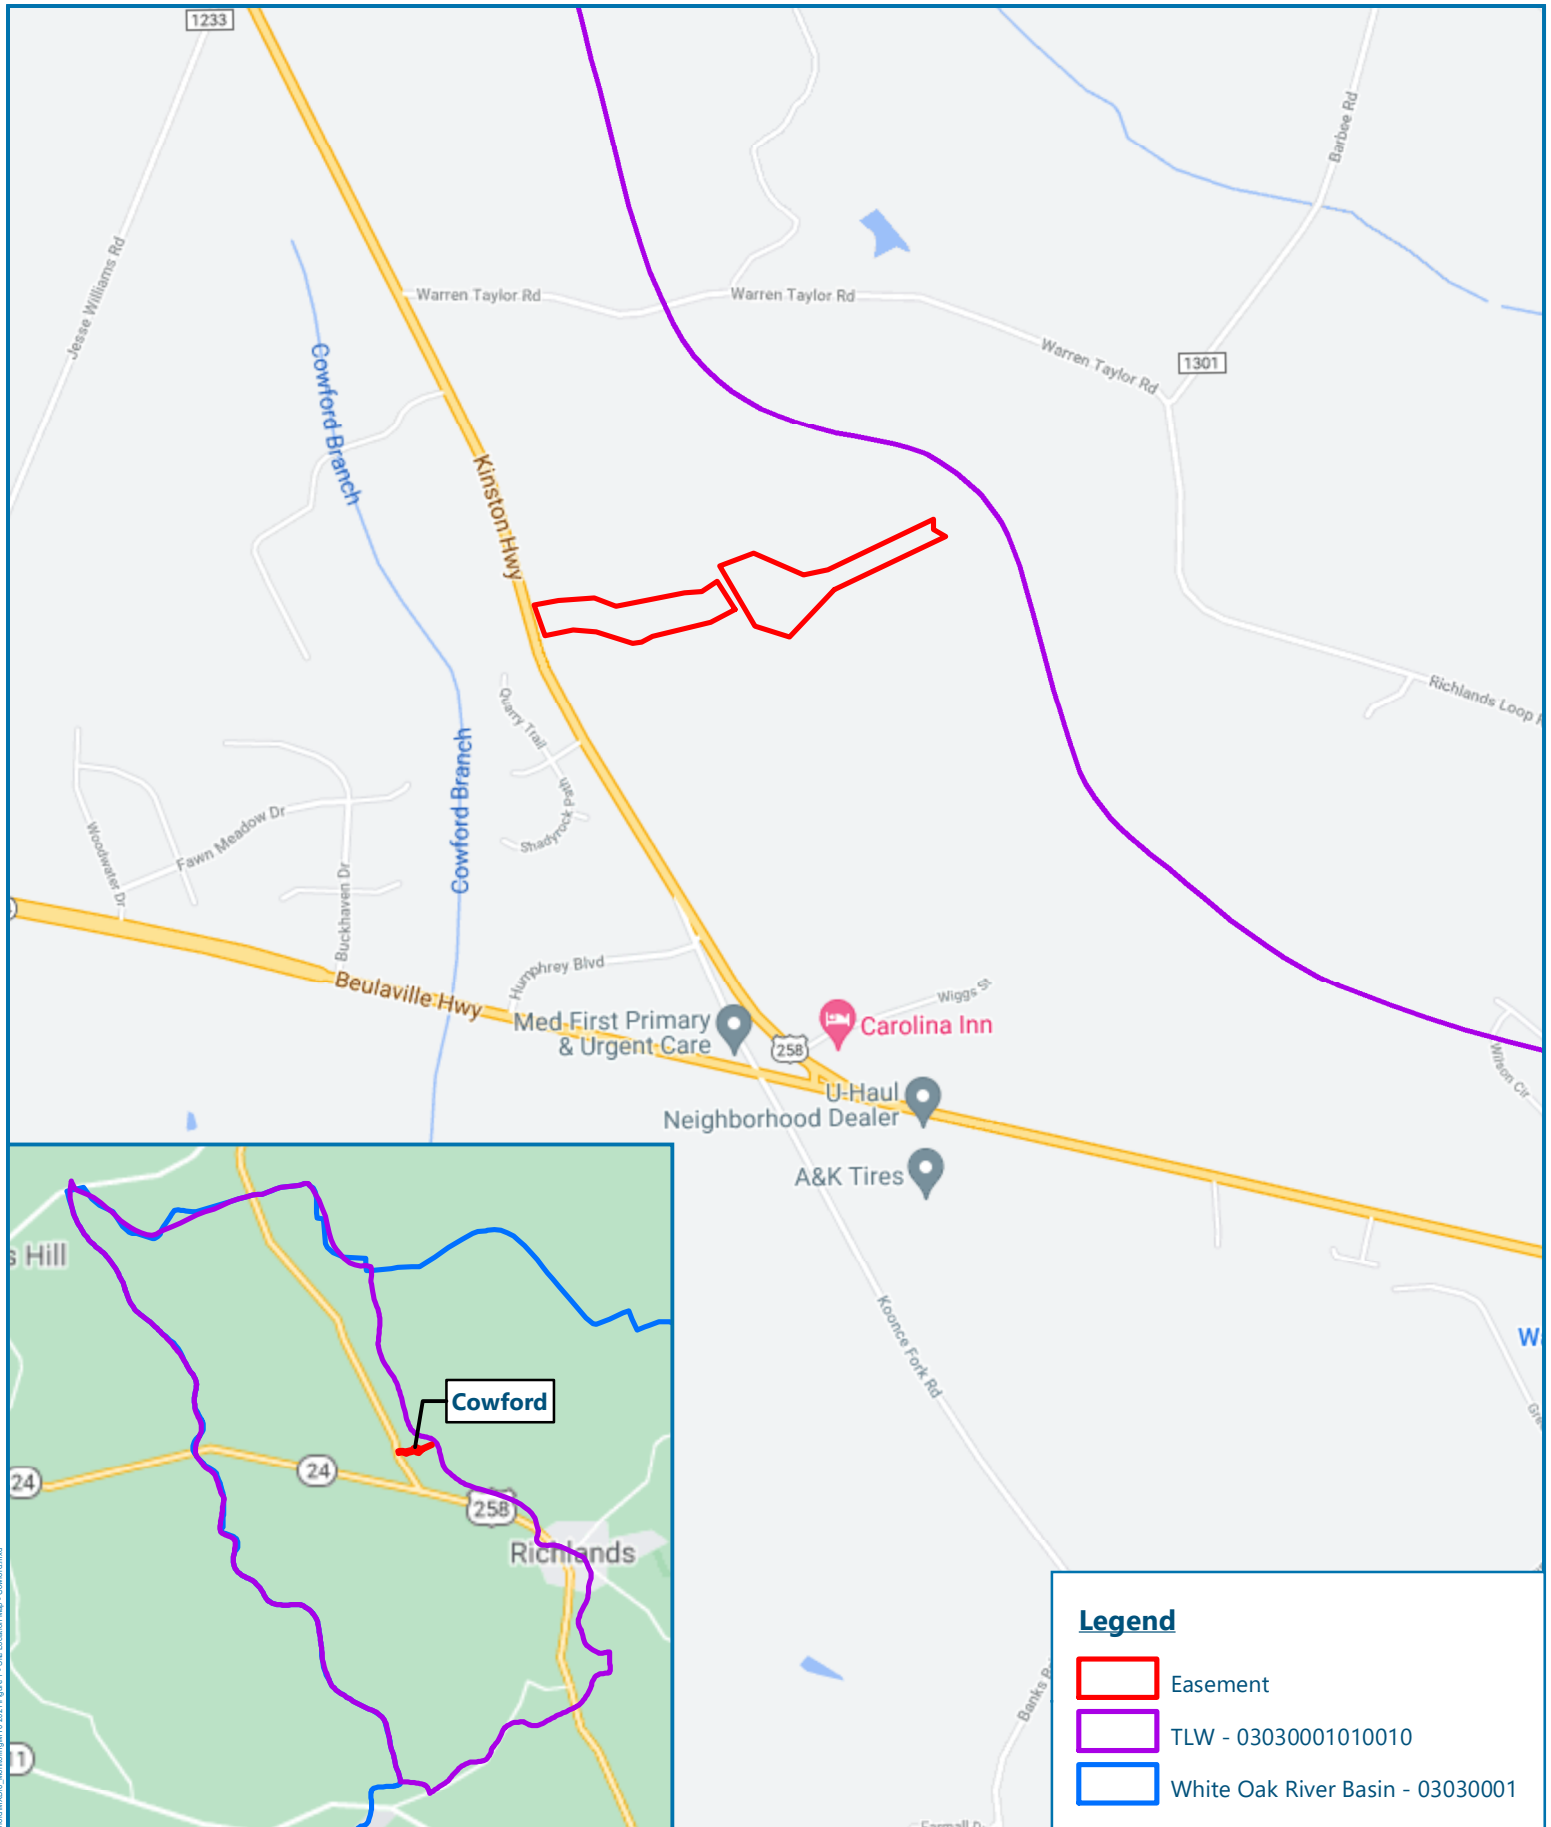 1233
Barbee Rd
Jesse Williams Rd
Warren Taylor Rd
Warren Taylor Rd
Warren Taylor Rd
1301
Cowford Branch
Kinston Hwy
Richlands Loop
Quarry Trail
Shadyrock Path
Cowford Branch
Woodwater Dr
Fawn Meadow Dr
Buckhaven Dr
Beulaville Hwy
Humphrey Blvd
Wiggs St
Med First Primary
& Urgent Care
258
Carolina Inn
Wilson Cir
U-Haul
Neighborhood Dealer
A&K Tires
Koonce Fork Rd
W
Gre
s Hill
Cowford
24
24
258
Richlands
11
Banks
Legend
Easement
TLW - 03030001010010
White Oak River Basin - 03030001